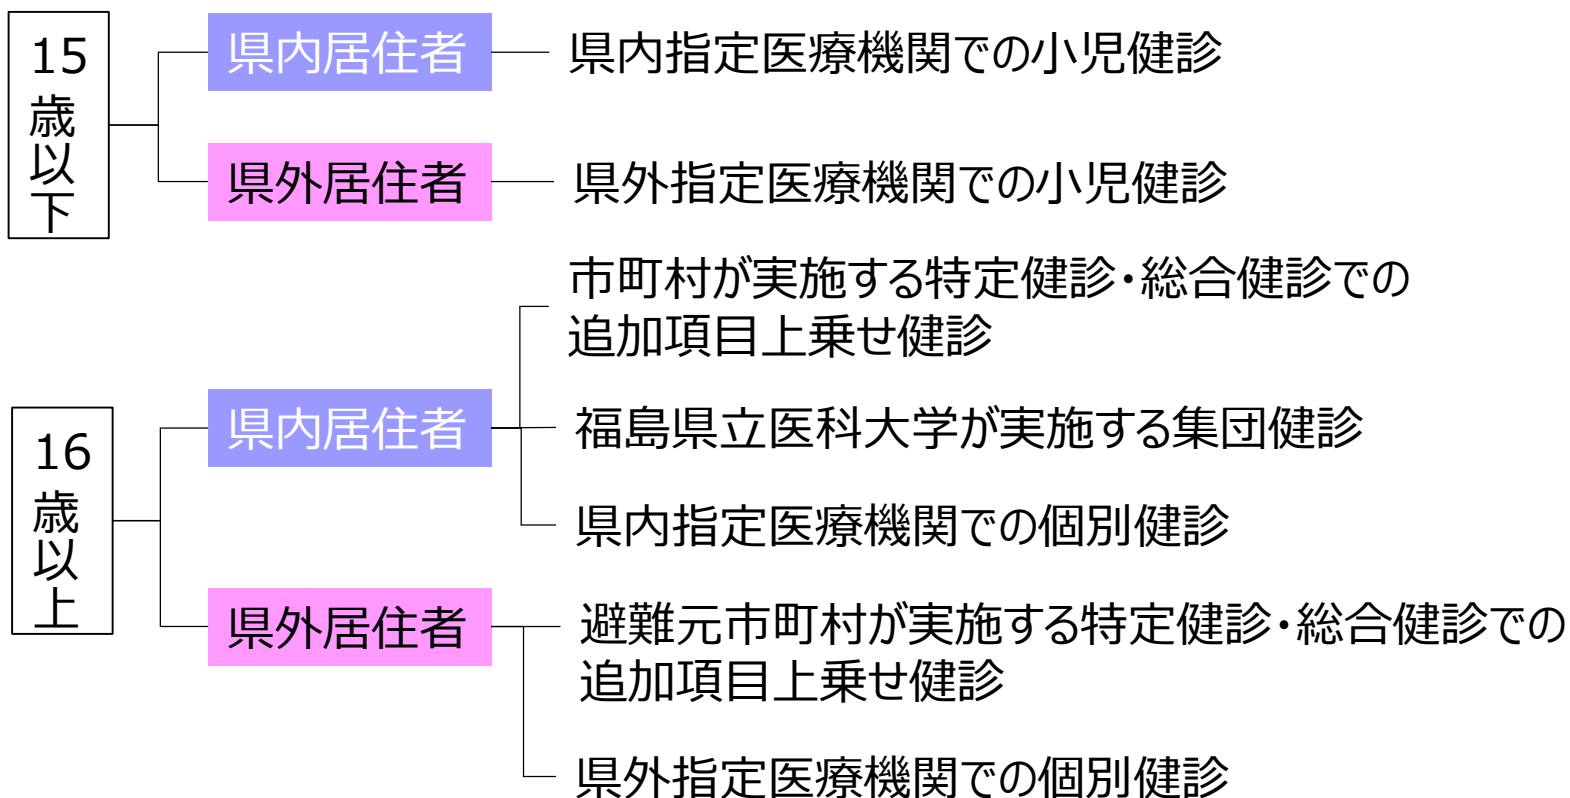 15歳以下
県内居住者
県内指定医療機関での小児健診
県外居住者
県外指定医療機関での小児健診
16歳以上
県内居住者
市町村が実施する特定健診・総合健診での
追加項目上乗せ健診
福島県立医科大学が実施する集団健診
県内指定医療機関での個別健診
県外居住者
避難元市町村が実施する特定健診・総合健診での
追加項目上乗せ健診
県外指定医療機関での個別健診